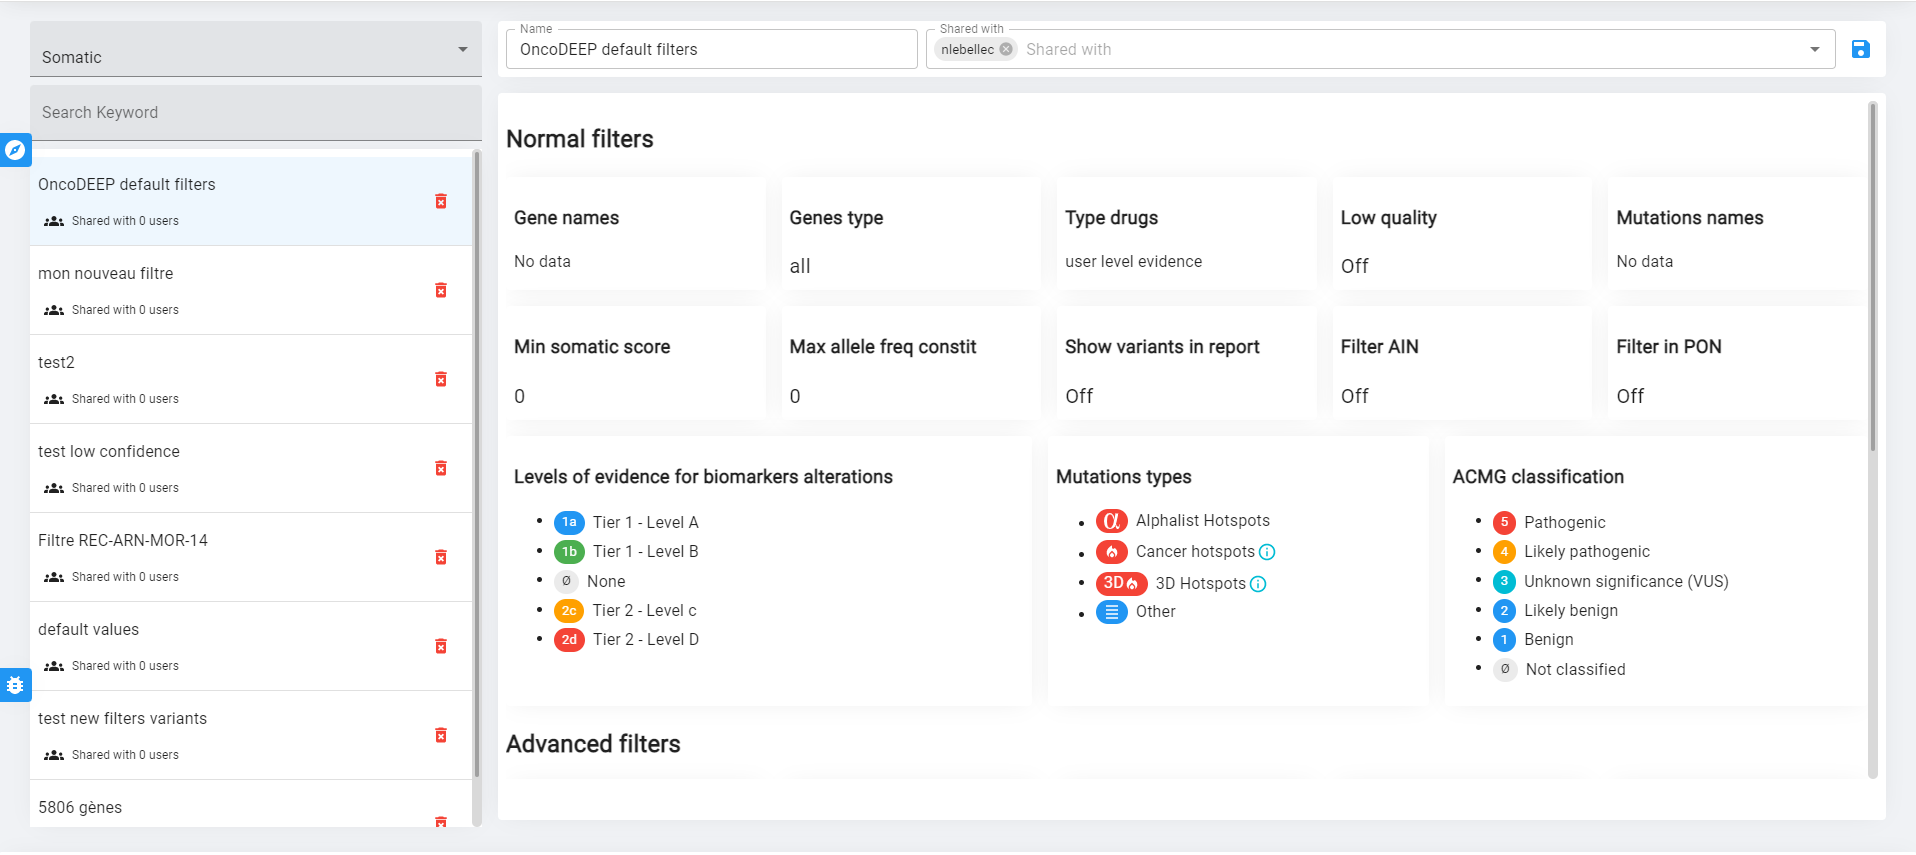 Somatic
Search Keyword
OncoDEEP default filters
Shared with 0 users
mon nouveau filtre
Shared with 0 users
test2
Shared with 0 users
test low confidence
Shared with 0 users
Filtre REC-ARN-MOR-14
Shared with 0 users
default values
Shared with 0 users
test new filters variants
Shared with 0 users
5806 gènes
Name
OncoDEEP default filters
Shared with
nlebellec Shared with
Normal filters
Gene names
No data
Genes type
all
Type drugs
user level evidence
Low quality
Off
Mutations names
No data
Min somatic score
0
Max allele freq constit
0
Show variants in report
Off
Filter AIN
Off
Filter in PON
Off
Levels of evidence for biomarkers alterations
1a Tier 1 - Level A
1b Tier 1 - Level B
Ø None
2c Tier 2 - Level c
2d Tier 2 - Level D
Mutations types
α Alphalist Hotspots
Cancer hotspots
3D 3D Hotspots
Other
ACMG classification
5 Pathogenic
4 Likely pathogenic
3 Unknown significance (VUS)
2 Likely benign
1 Benign
Ø Not classified
Advanced filters